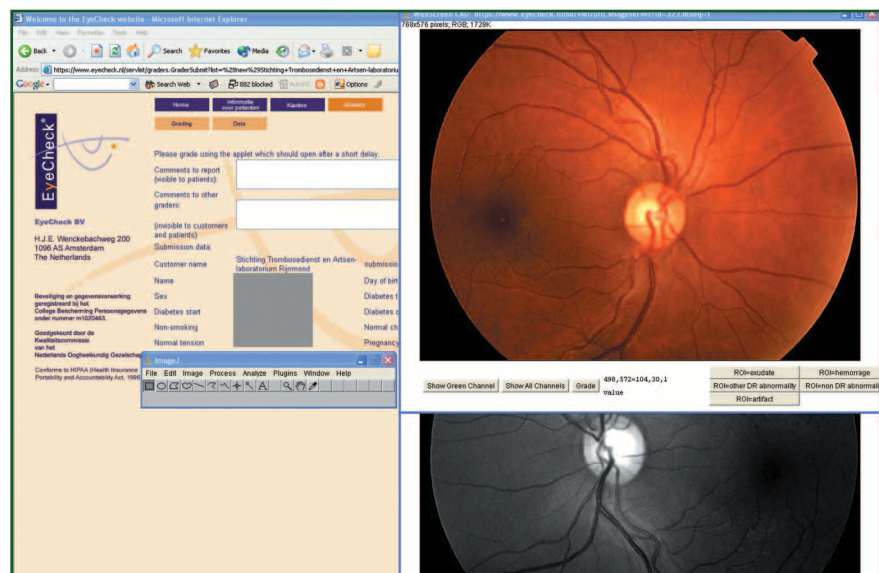 Welcome to the EyeCheck website - Microsoft Internet Explorer
File Edit View Favorites Tools Help
Back Search Favorites Media
Address https://www.eyecheck.nl/servlet/graders.GraderSubmit?list=%28new%29Stichting+Trombosedienst+en+Artsen-laboratoriu
Google Search Web 882 blocked Options
Home Informatie voor patienten Klanten
Grading Data
EyeCheck®
Please grade using the applet which should open after a short delay.
Comments to report
(visible to patients):
Comments to other
graders:
(invisible to customers
and patients)
Submission data:
EyeCheck BV
H.J.E. Wenckebachweg 200
1096 AS Amsterdam
The Netherlands
Customer name Stichting Trombosedienst en Artsen-
laboratorium Rijnmond submissio
Name Day of birt
Sex Diabetes t
Diabetes start Diabetes c
Non-smoking Normal ch
Normal tension Pregnancy
Beveiliging en gegevensverwerking
geregistreerd bij het
College Bescherming Persoonsgegevens
onder nummer m1020463.
Goedgekeurd door de
Kwaliteitscommissie
van het
Nederlands Oogheelkundig Gezelschap
Conforms to HIPAA (Health Insurance
Portability and Accountability Act, 1996
ImageJ
File Edit Image Process Analyze Plugins Window Help
768x576 pixels; RGB; 1728K
Show Green Channel Show All Channels Grade 498,572=104,30,1
value
ROI=exudate ROI=hemorrage
ROI=other DR abnormality ROI=non DR abnormali
ROI=artifact